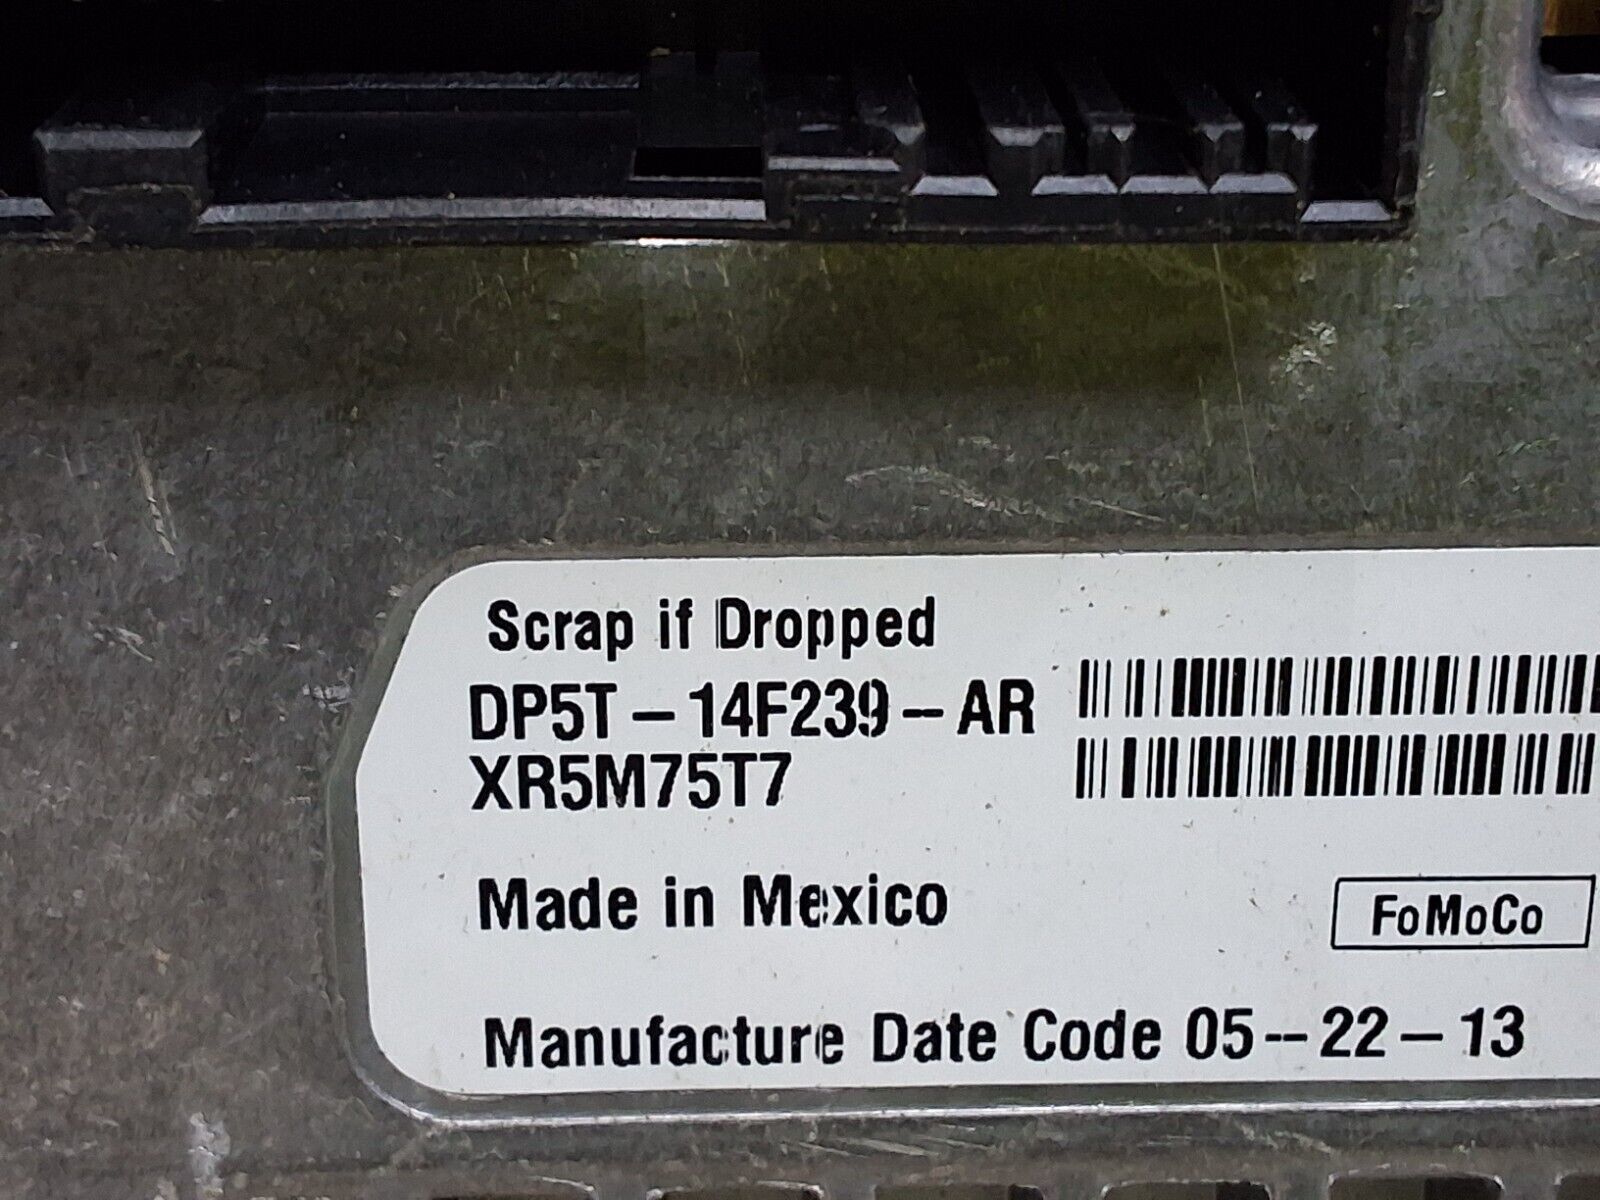 Scrap if Dropped
DP5T-14F239-AR
XR5M75T7
Made in Mexico
FoMoCo
Manufacture Date Code 05-22-13